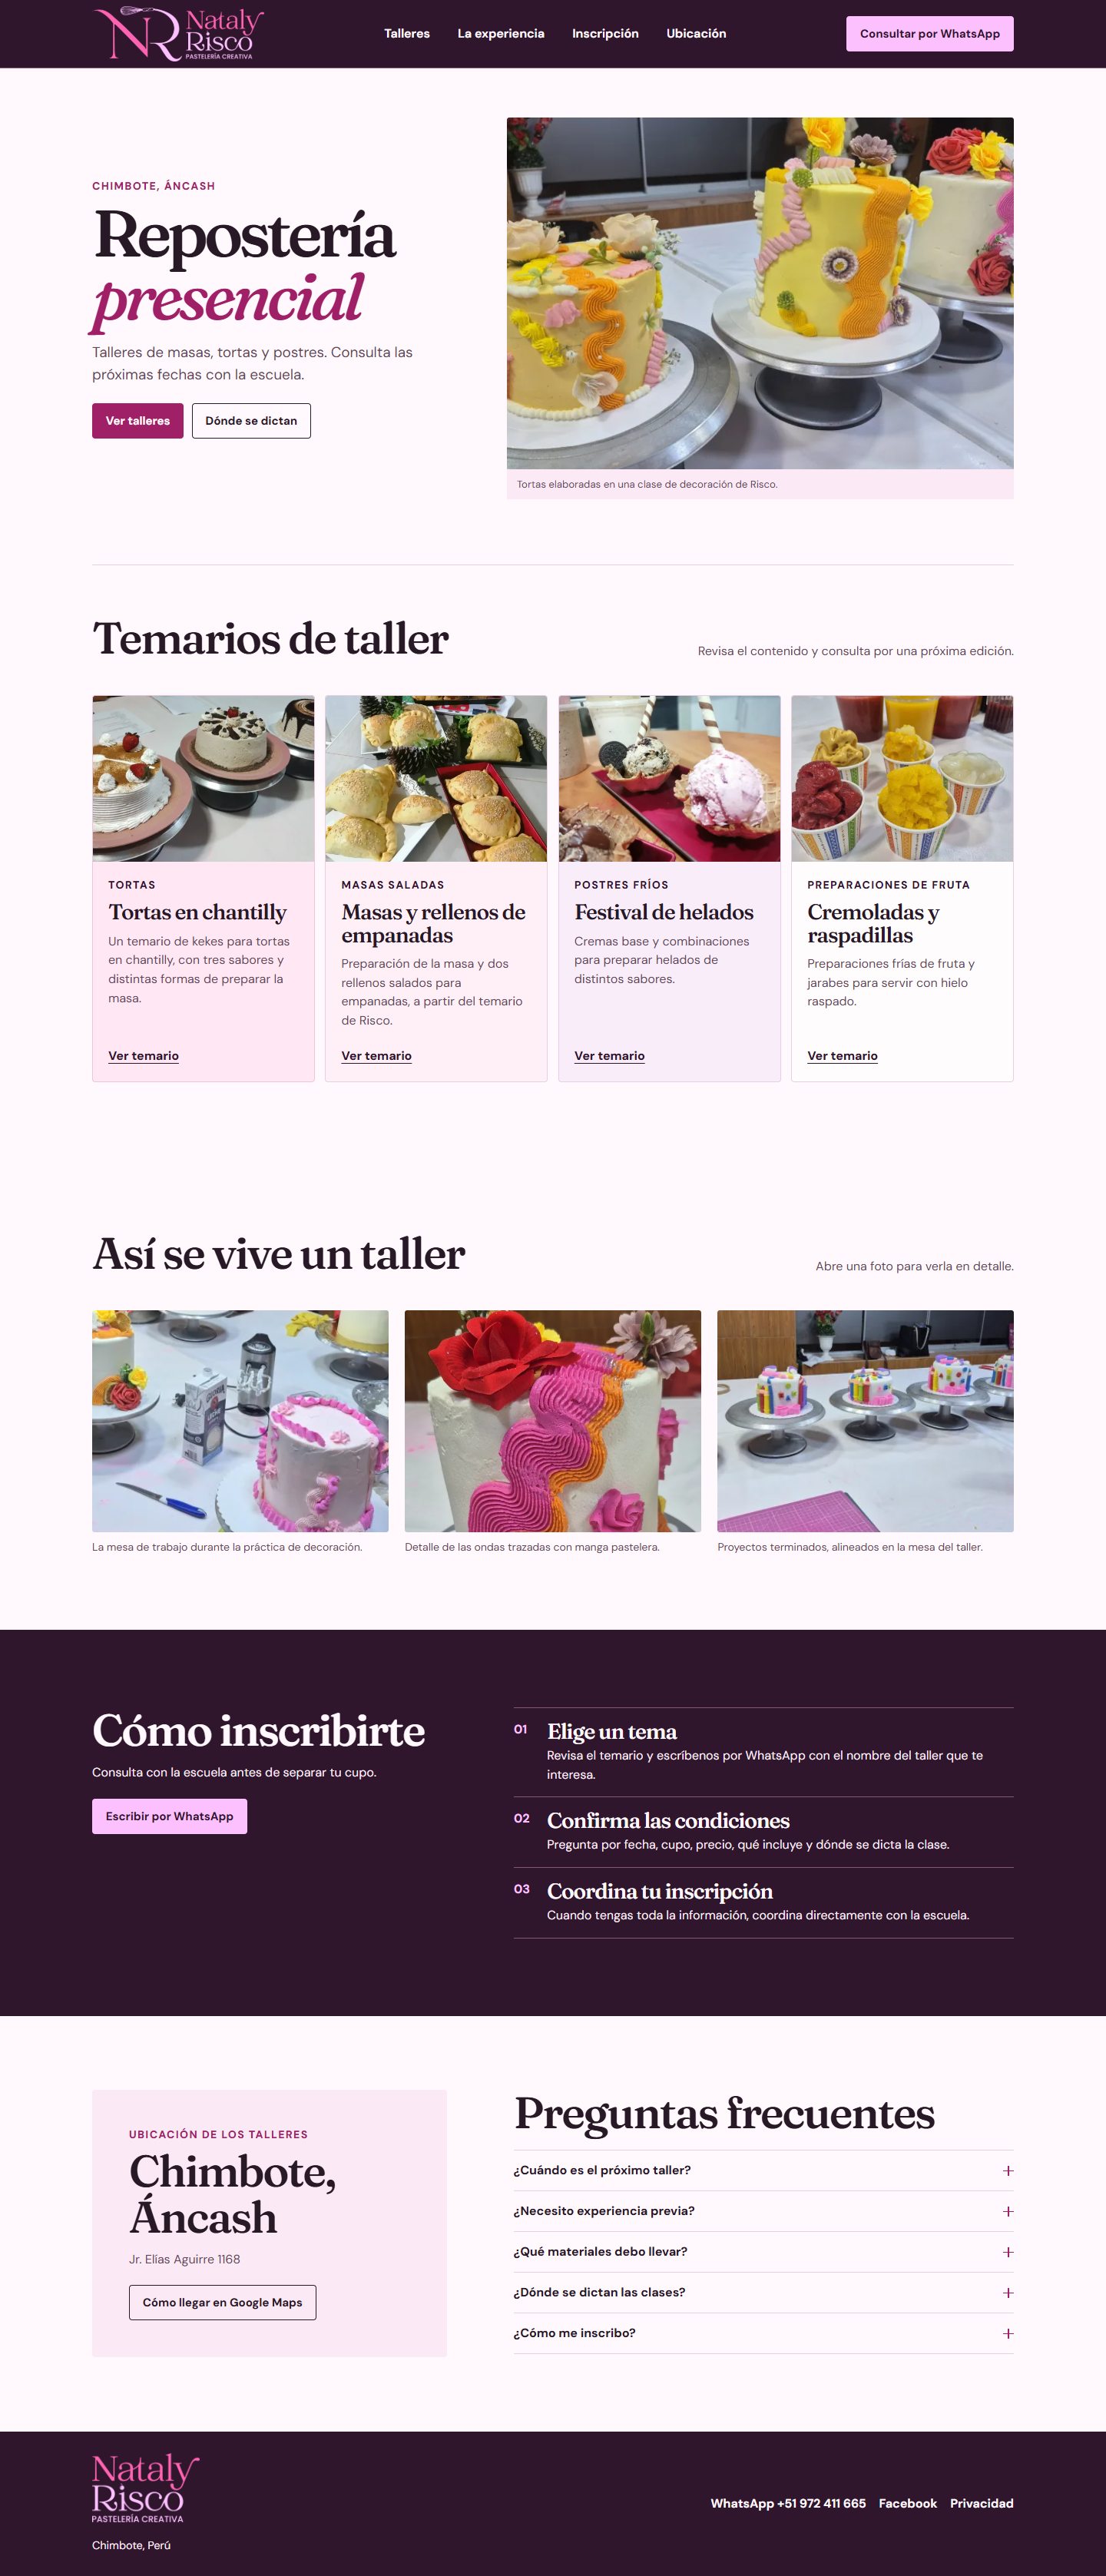 NR Nataly
Risco
PASTELERÍA CREATIVA
Talleres La experiencia Inscripción Ubicación
Consultar por WhatsApp
CHIMBOTE, ÁNCASH
Repostería
presencial
Talleres de masas, tortas y postres. Consulta las
próximas fechas con la escuela.
Ver talleres
Dónde se dictan
Tortas elaboradas en una clase de decoración de Risco.
Temarios de taller
Revisa el contenido y consulta por una próxima edición.
TORTAS
Tortas en chantilly
Un temario de kekes para tortas
en chantilly, con tres sabores y
distintas formas de preparar la
masa.
Ver temario
MASAS SALADAS
Masas y rellenos de
empanadas
Preparación de la masa y dos
rellenos salados para
empanadas, a partir del temario
de Risco.
Ver temario
POSTRES FRÍOS
Festival de helados
Cremas base y combinaciones
para preparar helados de
distintos sabores.
Ver temario
PREPARACIONES DE FRUTA
Cremoladas y
raspadillas
Preparaciones frías de fruta y
jarabes para servir con hielo
raspado.
Ver temario
Así se vive un taller
Abre una foto para verla en detalle.
La mesa de trabajo durante la práctica de decoración.
Detalle de las ondas trazadas con manga pastelera.
Proyectos terminados, alineados en la mesa del taller.
Cómo inscribirte
Consulta con la escuela antes de separar tu cupo.
Escribir por WhatsApp
01 Elige un tema
Revisa el temario y escríbenos por WhatsApp con el nombre del taller que te
interesa.
02 Confirma las condiciones
Pregunta por fecha, cupo, precio, qué incluye y dónde se dicta la clase.
03 Coordina tu inscripción
Cuando tengas toda la información, coordina directamente con la escuela.
UBICACIÓN DE LOS TALLERES
Chimbote,
Áncash
Jr. Elías Aguirre 1168
Cómo llegar en Google Maps
Preguntas frecuentes
¿Cuándo es el próximo taller?
¿Necesito experiencia previa?
¿Qué materiales debo llevar?
¿Dónde se dictan las clases?
¿Cómo me inscribo?
Nataly
Risco
PASTELERÍA CREATIVA
Chimbote, Perú
WhatsApp +51 972 411 665 Facebook Privacidad